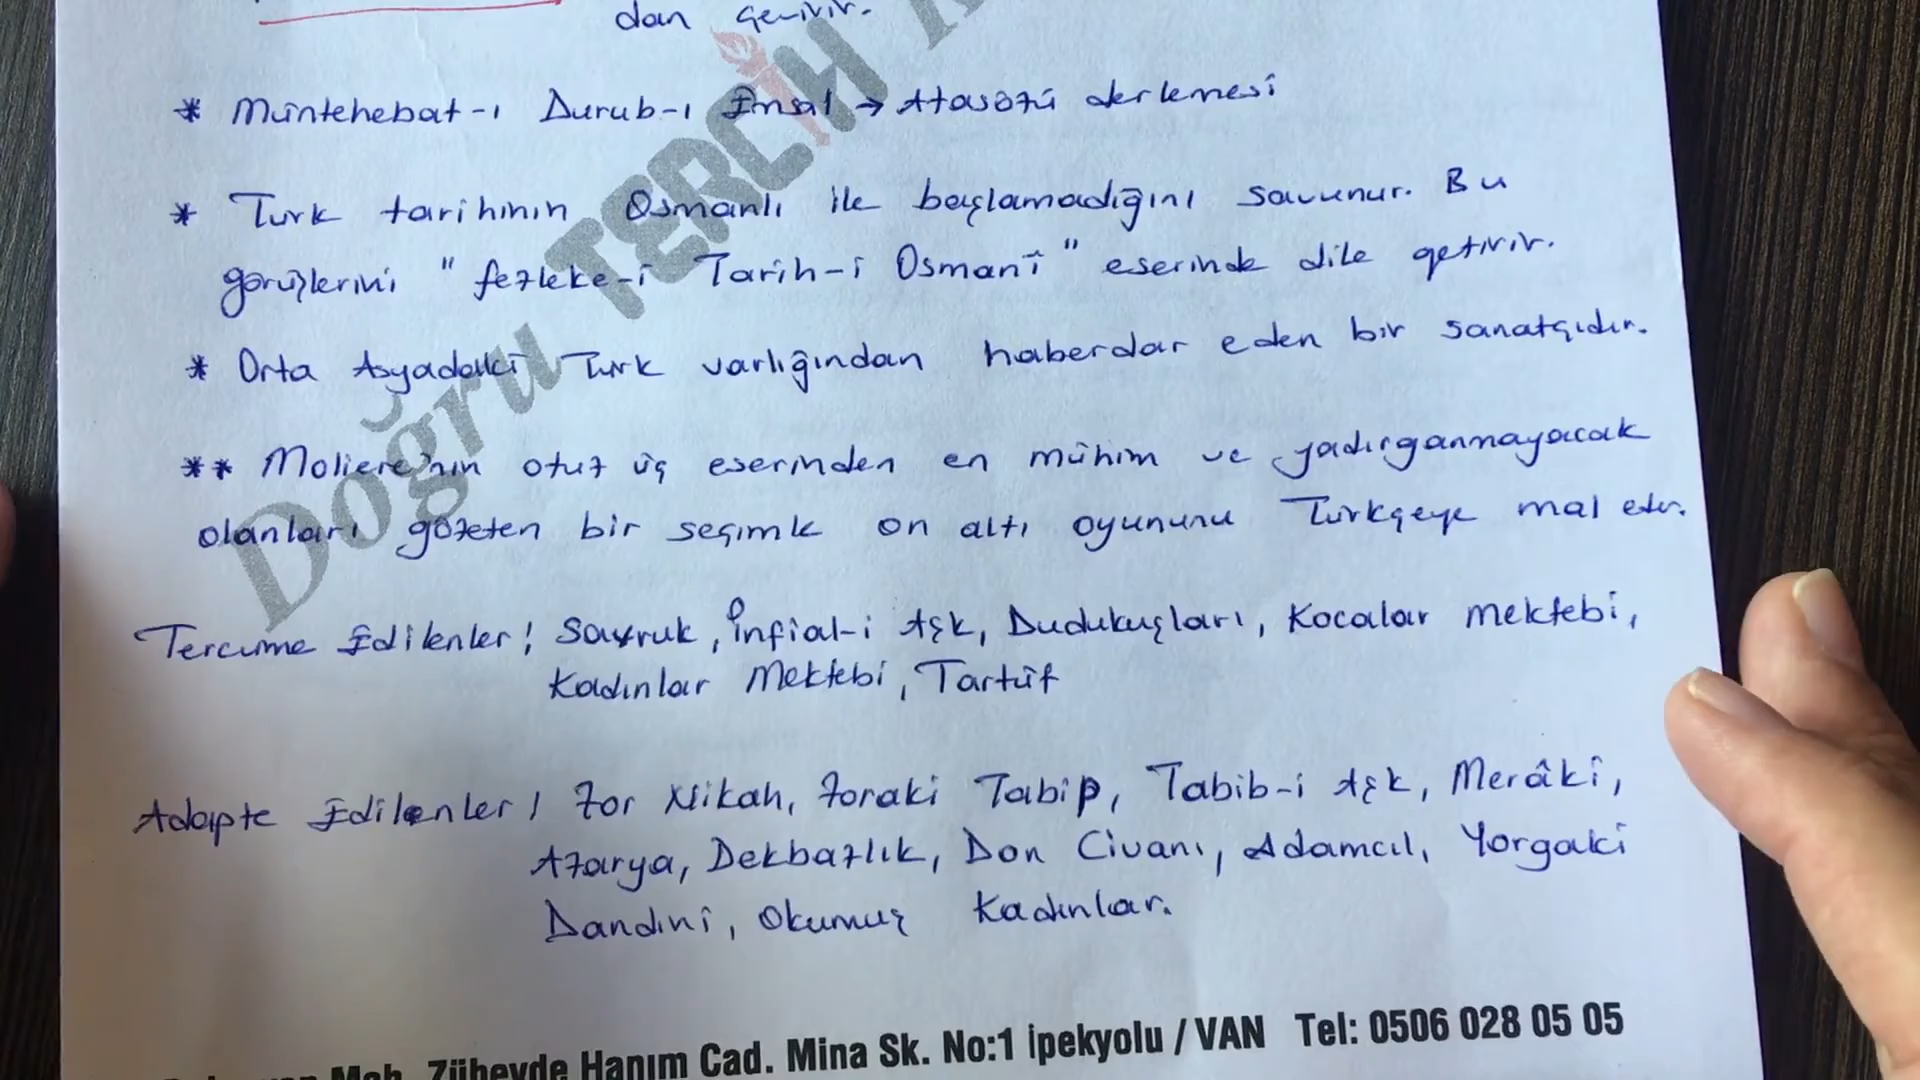 dan çevirir.
* Müntehebat-ı Durub-ı Emsal → Atasözü derlemesi
* Türk tarihinin Osmanlı ile başlamadığını savunur. Bu
görüşlerini "fezleke-i Tarih-i Osmanî" eserinde dile getirir.
* Orta Asyadaki Türk varlığından haberdar eden bir sanatçıdır.
** Moliere'nin otuz üç eserinden en mühim ve yadırganmayacak
olanları gözeten bir seçimle on altı oyununu Türkçeye mal eder.
Tercüme Edilenler: Savruk, İnfial-i Aşk, Dudukuşları, Kocalar Mektebi,
Kadınlar Mektebi, Tartüf
Adapte Edilenler: Zor Nikah, Zoraki Tabip, Tabib-i Aşk, Merâkî,
Azarya, Dekbazlık, Don Civanı, Adamcıl, Yorgaki
Dandini, Okumuş Kadınlar.
Doğru TERCİH
Zübeyde Hanım Cad. Mina Sk. No:1 İpekyolu / VAN Tel: 0506 028 05 05